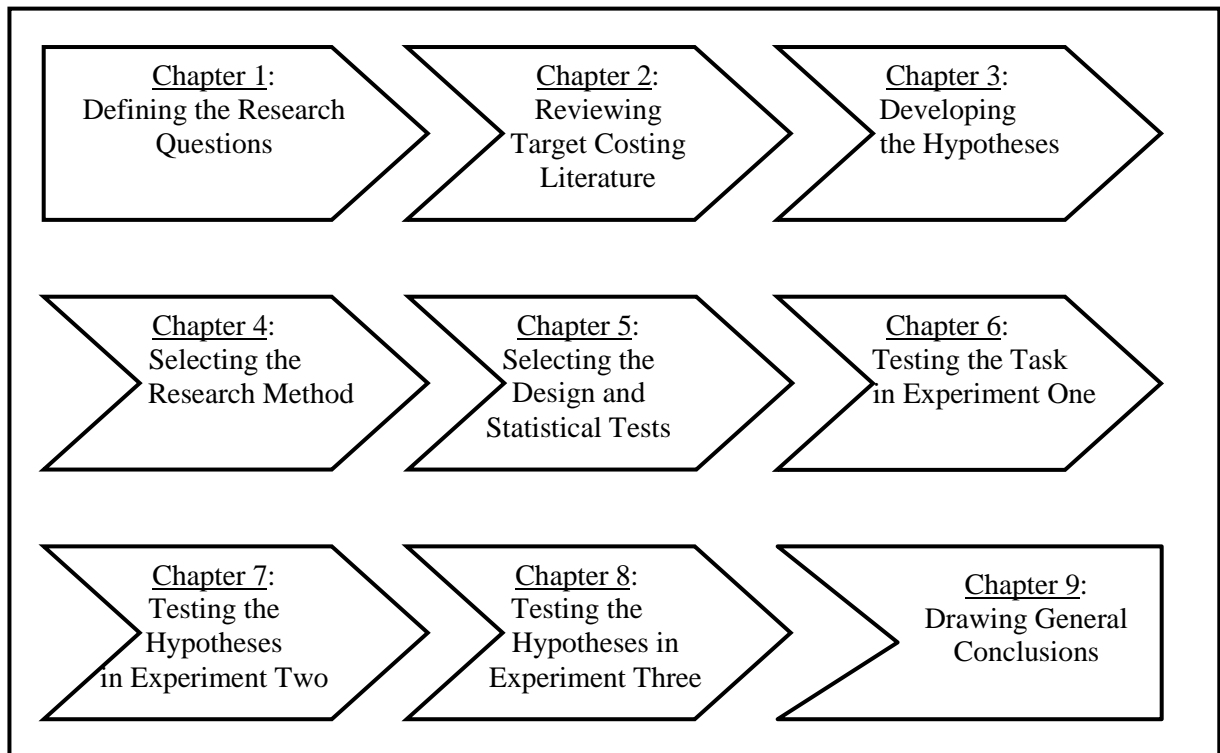 Chapter 1:
Defining the Research
Questions
Chapter 2:
Reviewing
Target Costing
Literature
Chapter 3:
Developing
the Hypotheses
Chapter 4:
Selecting the
Research Method
Chapter 5:
Selecting the
Design and
Statistical Tests
Chapter 6:
Testing the Task
in Experiment One
Chapter 7:
Testing the
Hypotheses
in Experiment Two
Chapter 8:
Testing the
Hypotheses in
Experiment Three
Chapter 9:
Drawing General
Conclusions